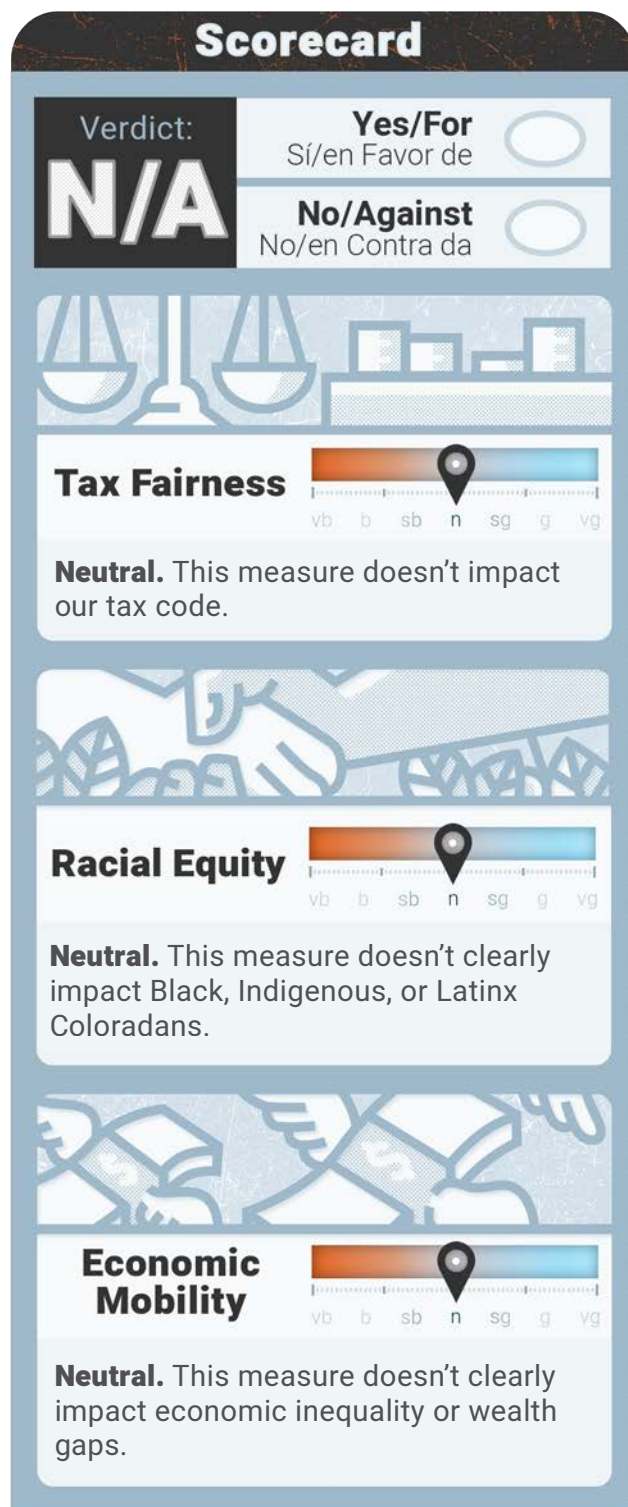 Scorecard
Verdict:
N/A
Yes/For
Sí/en Favor de
No/Against
No/en Contra da
Tax Fairness
vb b sb n sg g vg
Neutral. This measure doesn’t impact
our tax code.
Racial Equity
vb b sb n sg g vg
Neutral. This measure doesn’t clearly
impact Black, Indigenous, or Latinx
Coloradans.
$ $
Economic
Mobility
vb b sb n sg g vg
Neutral. This measure doesn’t clearly
impact economic inequality or wealth
gaps.